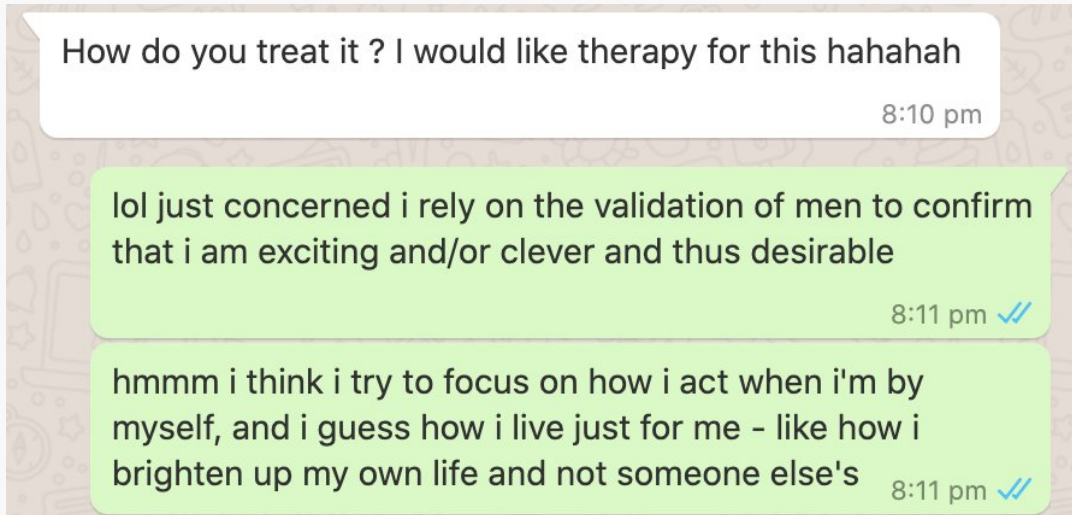 How do you treat it ? I would like therapy for this hahahah
8:10 pm
lol just concerned i rely on the validation of men to confirm
that i am exciting and/or clever and thus desirable
8:11 pm
hmmm i think i try to focus on how i act when i'm by
myself, and i guess how i live just for me - like how i
brighten up my own life and not someone else's
8:11 pm